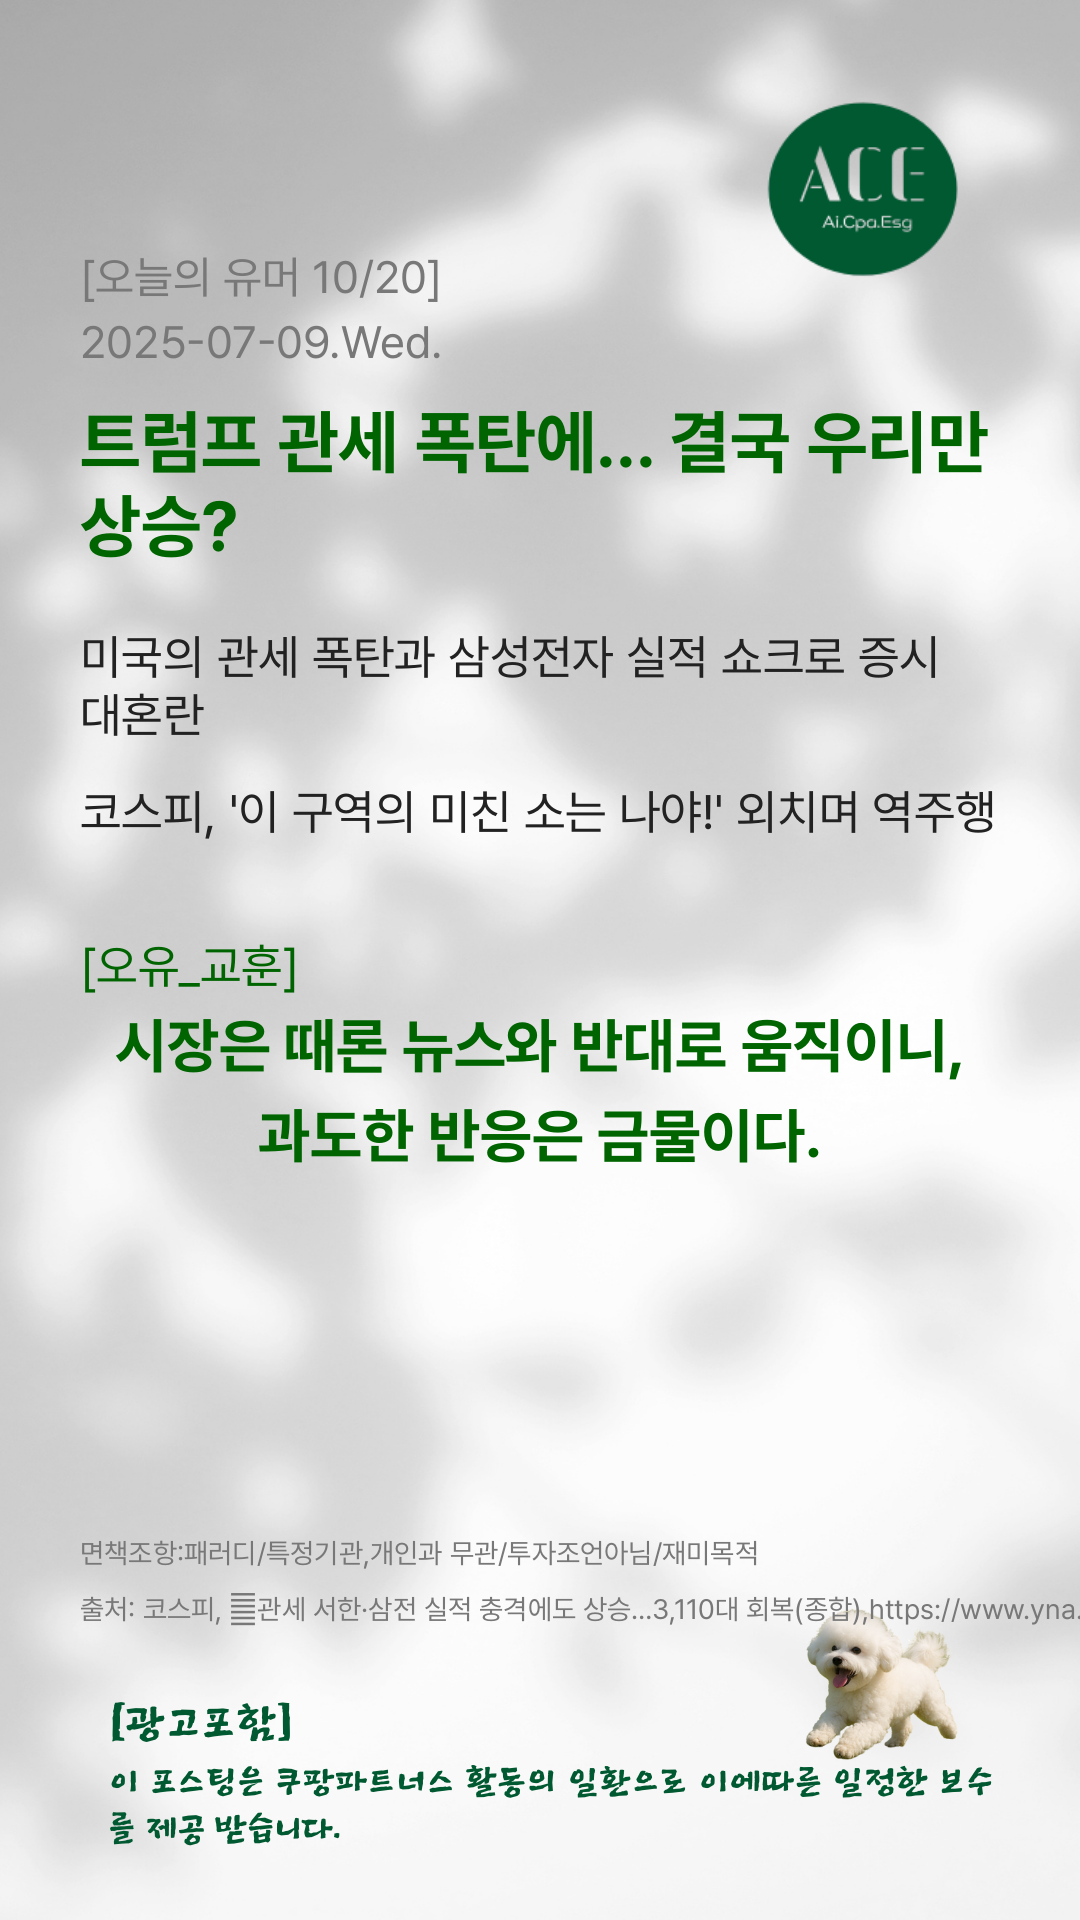 ACE
Ai.Cpa.Esg
[오늘의 유머 10/20]
2025-07-09.Wed.
트럼프 관세 폭탄에... 결국 우리만
상승?
미국의 관세 폭탄과 삼성전자 실적 쇼크로 증시
대혼란
코스피, '이 구역의 미친 소는 나야!' 외치며 역주행
[오유_교훈]
시장은 때론 뉴스와 반대로 움직이니,
과도한 반응은 금물이다.
면책조항:패러디/특정기관,개인과 무관/투자조언아님/재미목적
출처: 코스피, 관세 서한·삼전 실적 충격에도 상승...3,110대 회복(종합),https://www.yna.
[광고포함]
이 포스팅은 쿠팡파트너스 활동의 일환으로 이에따른 일정한 보수
를 제공 받습니다.